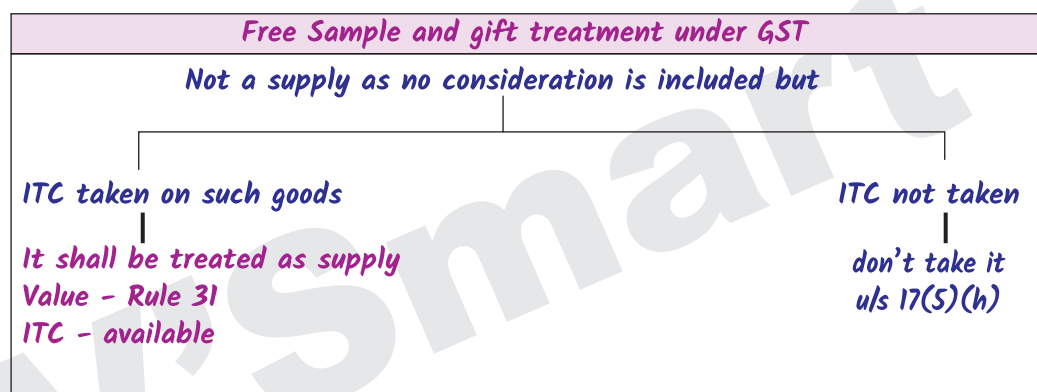 Free Sample and gift treatment under GST
Not a supply as no consideration is included but
ITC taken on such goods
It shall be treated as supply
Value - Rule 31
ITC - available
ITC not taken
don't take it
u/s 17(5)(h)
V'Smart